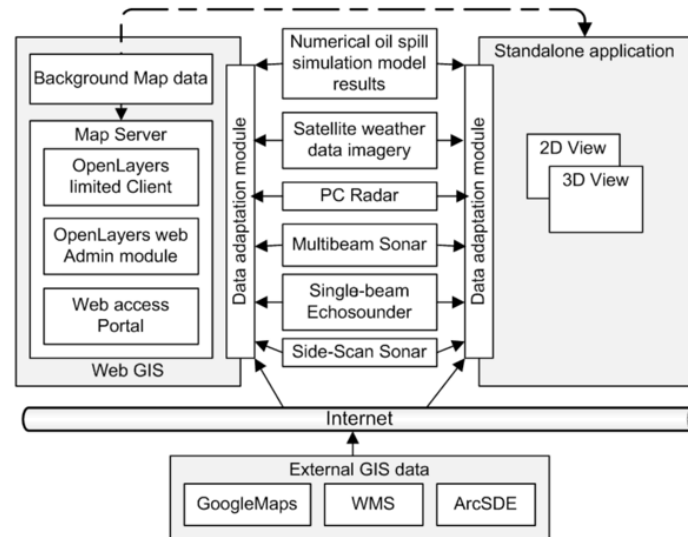 Background Map data
Map Server
OpenLayers
limited Client
OpenLayers web
Admin module
Web access
Portal
Web GIS
Data adaptation module
Numerical oil spill
simulation model
results
Satellite weather
data imagery
PC Radar
Multibeam Sonar
Single-beam
Echosounder
Side-Scan Sonar
Data adaptation module
Standalone application
2D View
3D View
Internet
External GIS data
GoogleMaps
WMS
ArcSDE